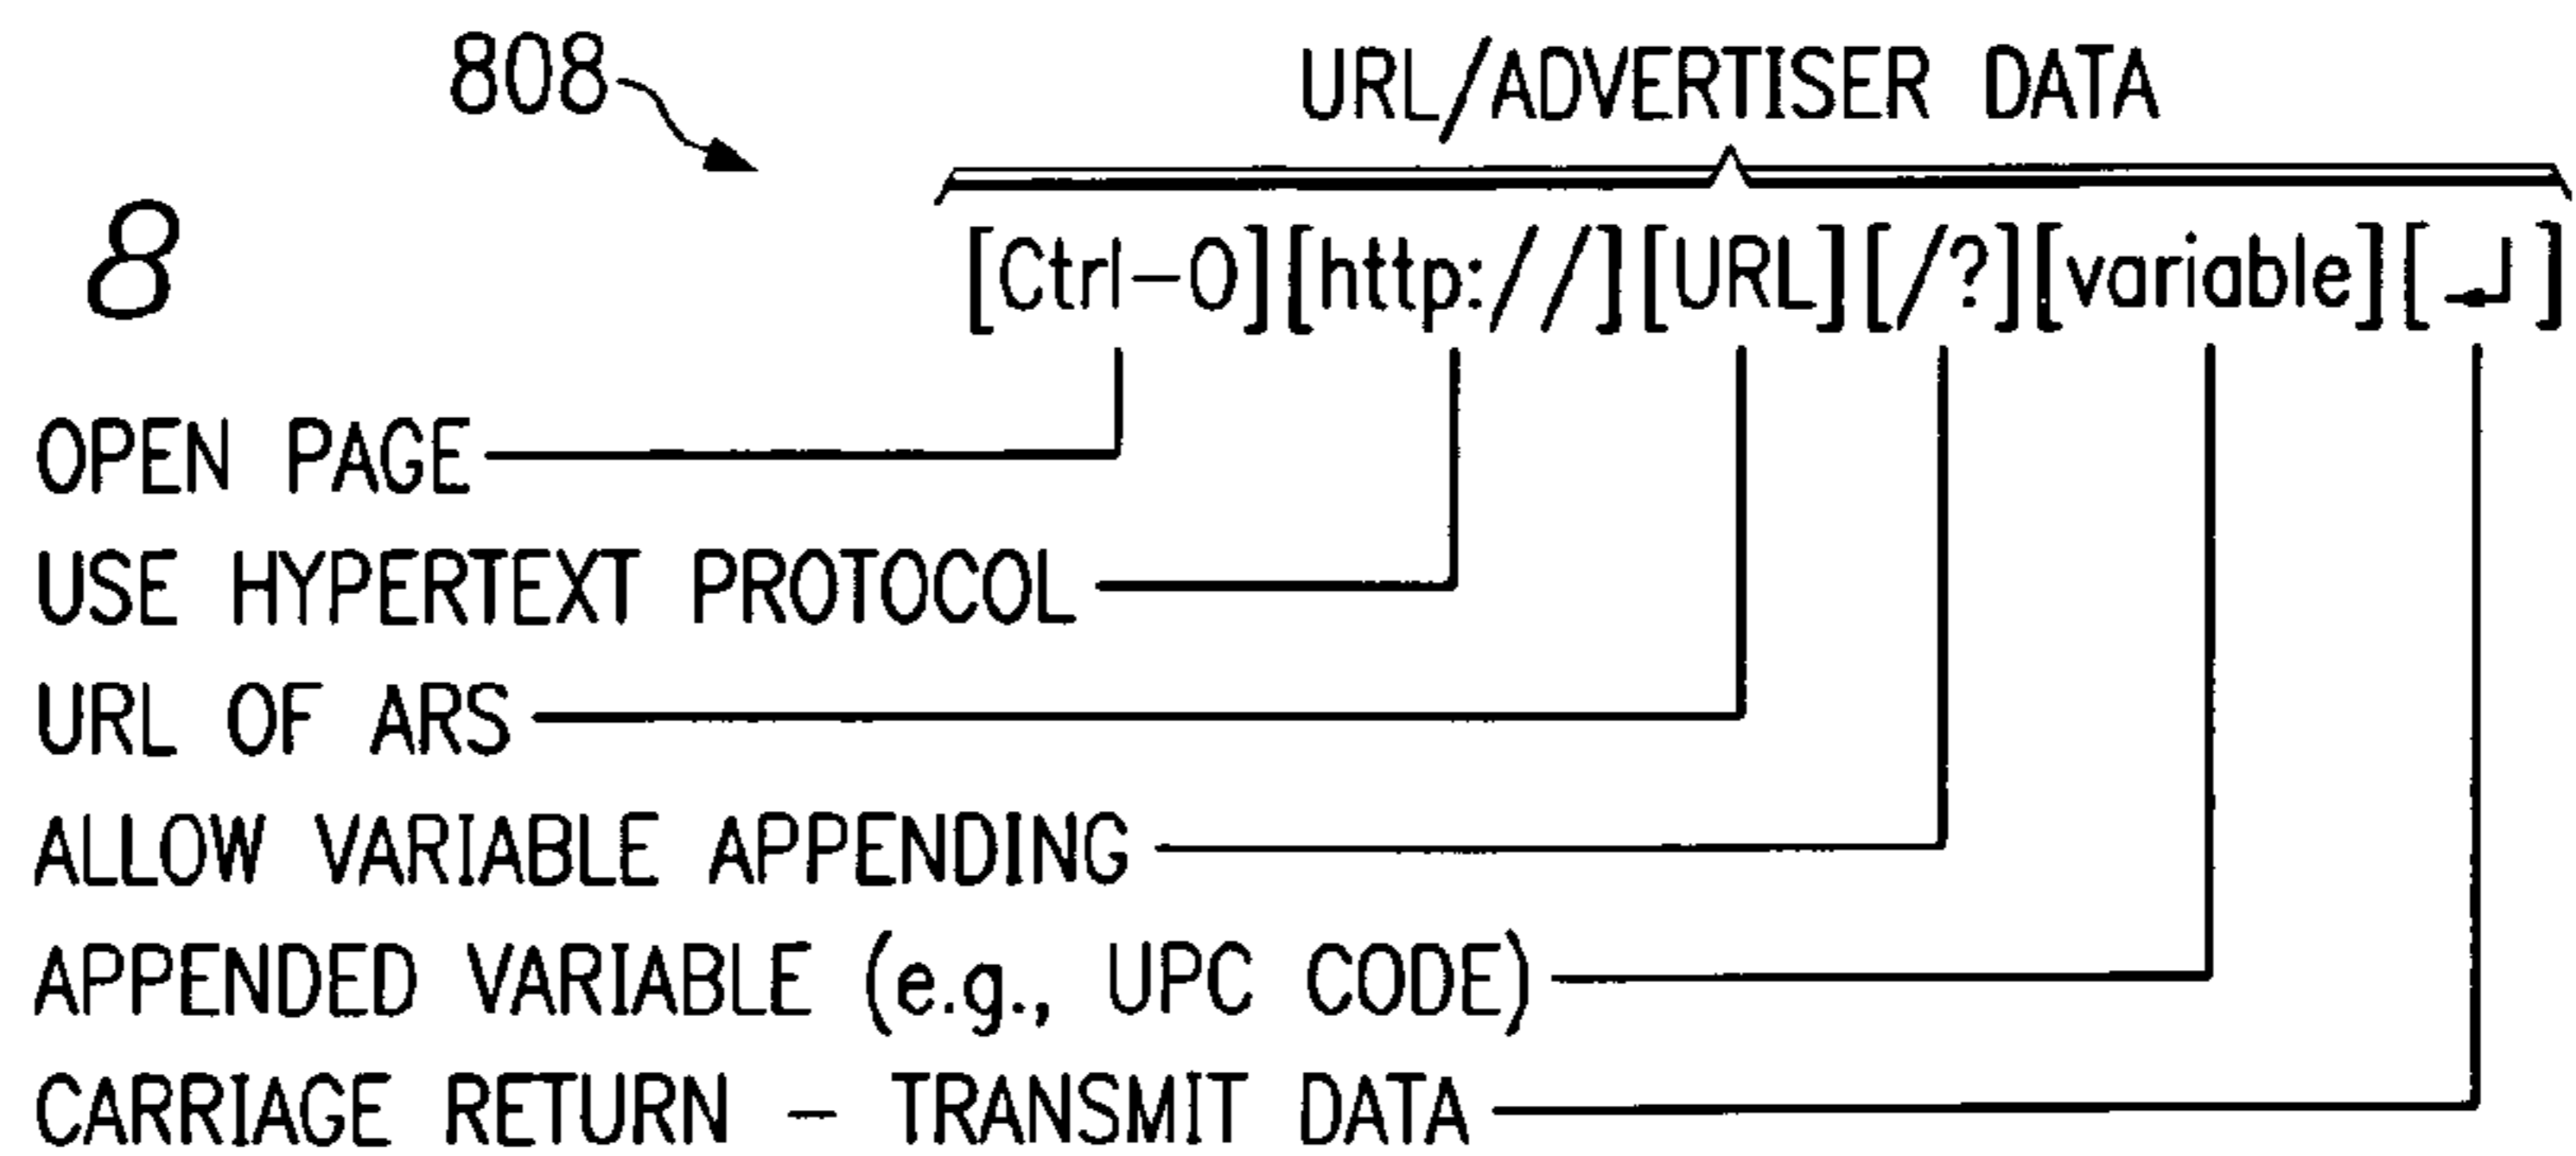 808
URL/ADVERTISER DATA
8
[Ctrl-O][http://][URL][/?][variable][↵]
OPEN PAGE
USE HYPERTEXT PROTOCOL
URL OF ARS
ALLOW VARIABLE APPENDING
APPENDED VARIABLE (e.g., UPC CODE)
CARRIAGE RETURN - TRANSMIT DATA